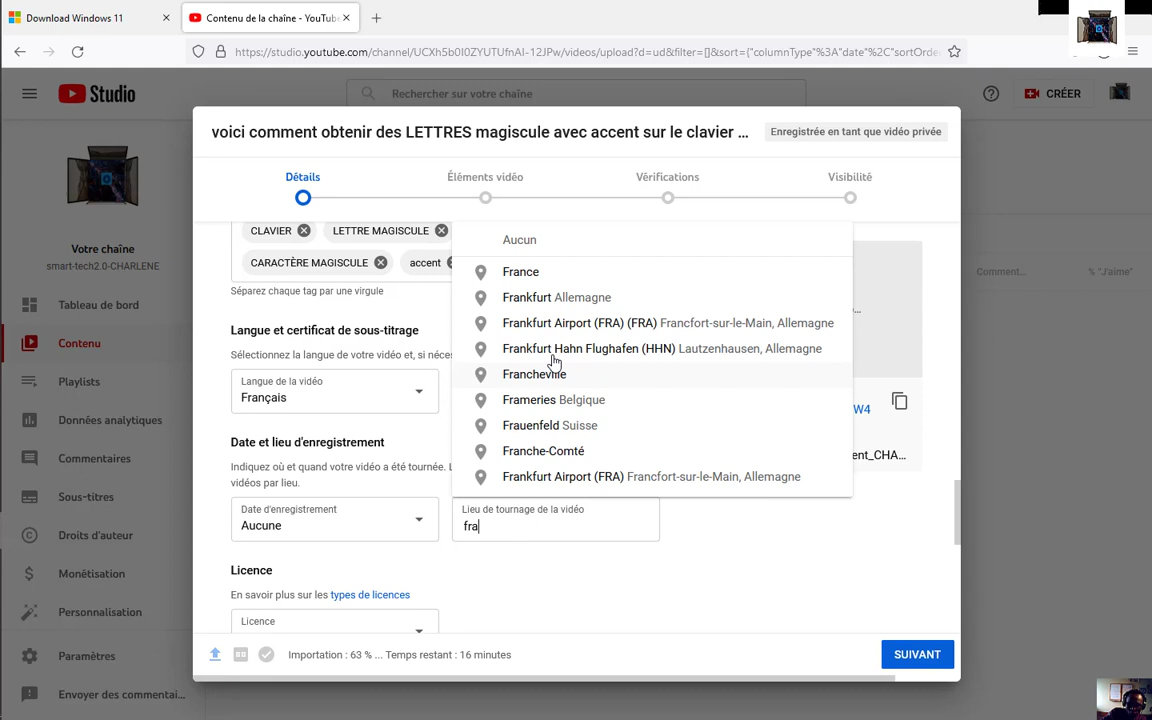 Download Windows 11
Contenu de la chaîne - YouTube
https://studio.youtube.com/channel/UCXh5b0I0ZYUTUfnAI-12JPw/videos/upload?d=ud&filter=[]&sort={"columnType"%3A"date"%2C"sortOrde
Studio
Rechercher sur votre chaîne
CRÉER
voici comment obtenir des LETTRES magiscule avec accent sur le clavier ...
Enregistrée en tant que vidéo privée
Détails
Éléments vidéo
Vérifications
Visibilité
Votre chaîne
smart-tech2.0-CHARLENE
Tableau de bord
Contenu
Playlists
Données analytiques
Commentaires
Sous-titres
Droits d'auteur
Monétisation
Personnalisation
Paramètres
Envoyer des commentai...
CLAVIER
LETTRE MAGISCULE
CARACTÈRE MAGISCULE
accent
Séparez chaque tag par une virgule
Langue et certificat de sous-titrage
Sélectionnez la langue de votre vidéo et, si néces
Langue de la vidéo
Français
Date et lieu d'enregistrement
Indiquez où et quand votre vidéo a été tournée. L
vidéos par lieu.
Date d'enregistrement
Aucune
Aucun
France
Frankfurt Allemagne
Frankfurt Airport (FRA) (FRA) Francfort-sur-le-Main, Allemagne
Frankfurt Hahn Flughafen (HHN) Lautzenhausen, Allemagne
Francheville
Frameries Belgique
Frauenfeld Suisse
Franche-Comté
Frankfurt Airport (FRA) Francfort-sur-le-Main, Allemagne
Lieu de tournage de la vidéo
fra
Comment...
% "J'aime"
...
W4
ent_CHA...
Licence
En savoir plus sur les types de licences
Licence
Importation : 63 % ... Temps restant : 16 minutes
SUIVANT